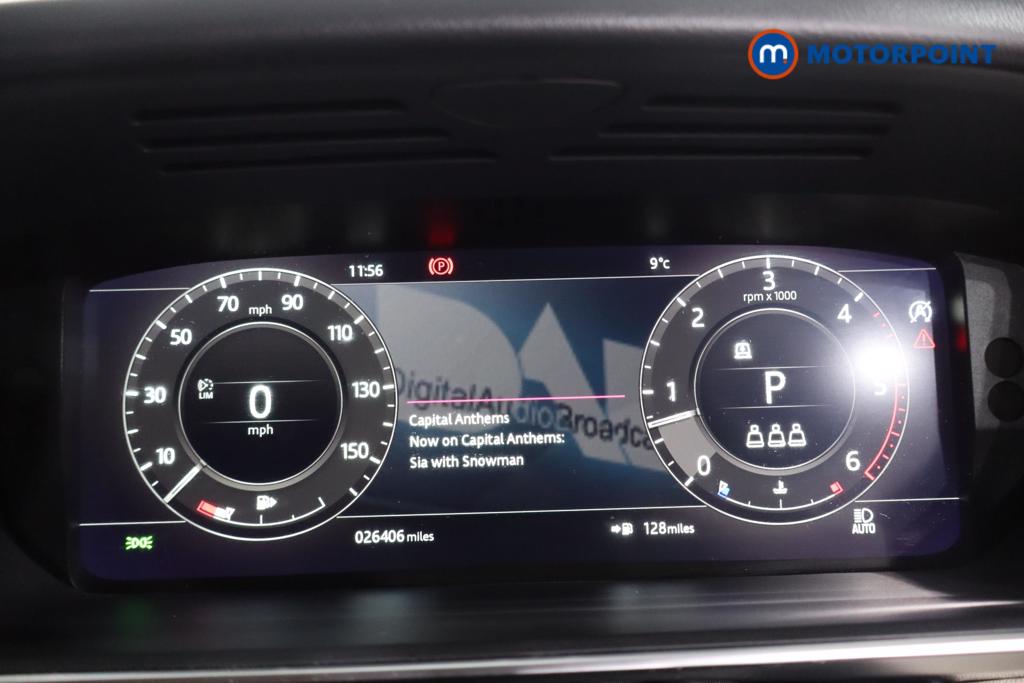 m. MOTORPOINT
11:56
9°c
10
30
50
70
mph
90
110
130
150
LIM
0
mph
DAB
DigitalAudioBroadca
Capital Anthems
Now on Capital Anthems:
Sia with Snowman
0
1
2
3
rpm x 1000
4
5
6
P
A
P
026406 miles
128miles
AUTO